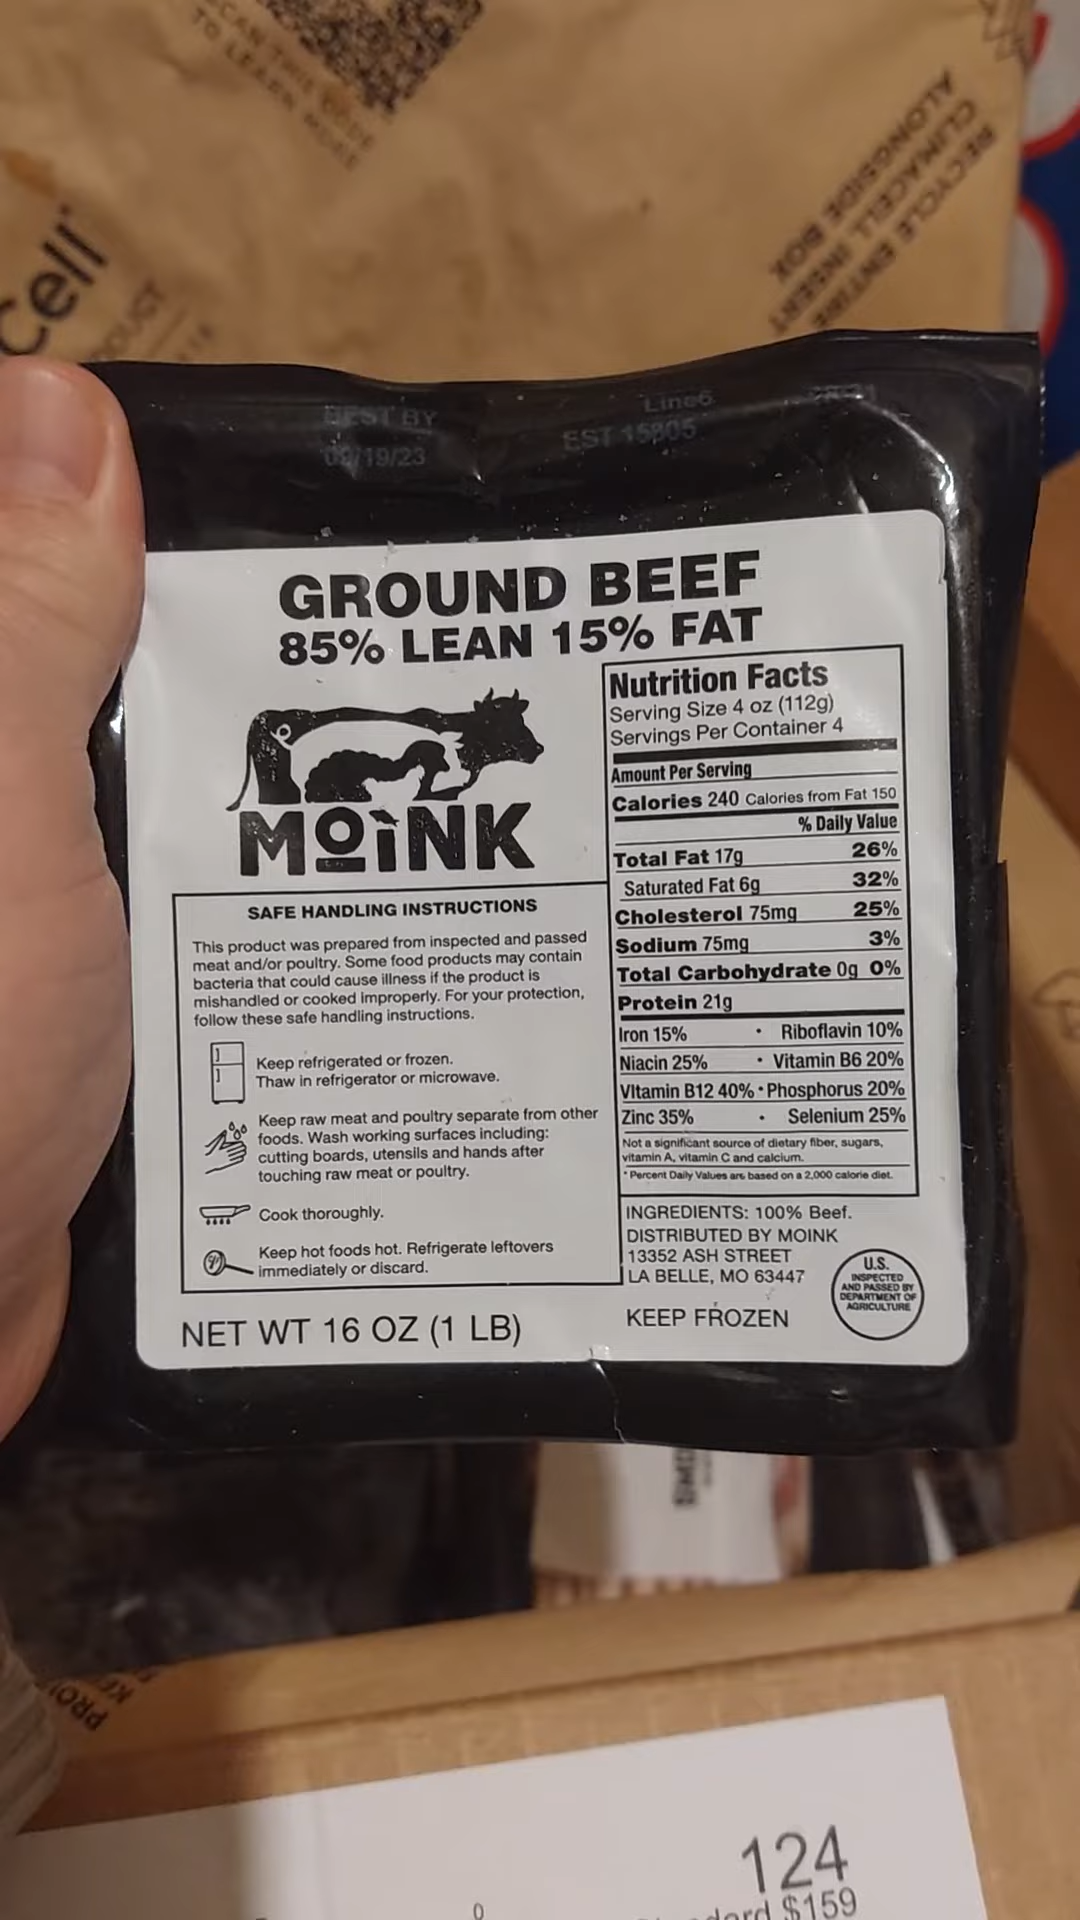 SCAN THIS CODE
TO LEARN MORE
Cell
RECYCLE ENTIRE
CLIMACELL INSERT
ALONGSIDE BOX
BEST BY
09/19/23
Line6
EST 15805
GROUND BEEF
85% LEAN 15% FAT
MOINK
SAFE HANDLING INSTRUCTIONS
This product was prepared from inspected and passed
meat and/or poultry. Some food products may contain
bacteria that could cause illness if the product is
mishandled or cooked improperly. For your protection,
follow these safe handling instructions.
Keep refrigerated or frozen.
Thaw in refrigerator or microwave.
Keep raw meat and poultry separate from other
foods. Wash working surfaces including:
cutting boards, utensils and hands after
touching raw meat or poultry.
Cook thoroughly.
Keep hot foods hot. Refrigerate leftovers
immediately or discard.
NET WT 16 OZ (1 LB)
Nutrition Facts
Serving Size 4 oz (112g)
Servings Per Container 4
Amount Per Serving
Calories 240 Calories from Fat 150
% Daily Value
Total Fat 17g 26%
Saturated Fat 6g 32%
Cholesterol 75mg 25%
Sodium 75mg 3%
Total Carbohydrate 0g 0%
Protein 21g
Iron 15% • Riboflavin 10%
Niacin 25% • Vitamin B6 20%
VItamin B12 40% • Phosphorus 20%
Zinc 35% • Selenium 25%
Not a significant source of dietary fiber, sugars,
vitamin A, vitamin C and calcium.
* Percent Daily Values are based on a 2,000 calorie diet.
INGREDIENTS: 100% Beef.
DISTRIBUTED BY MOINK
13352 ASH STREET
LA BELLE, MO 63447
KEEP FROZEN
U.S.
INSPECTED
AND PASSED BY
DEPARTMENT OF
AGRICULTURE
124
0
$159